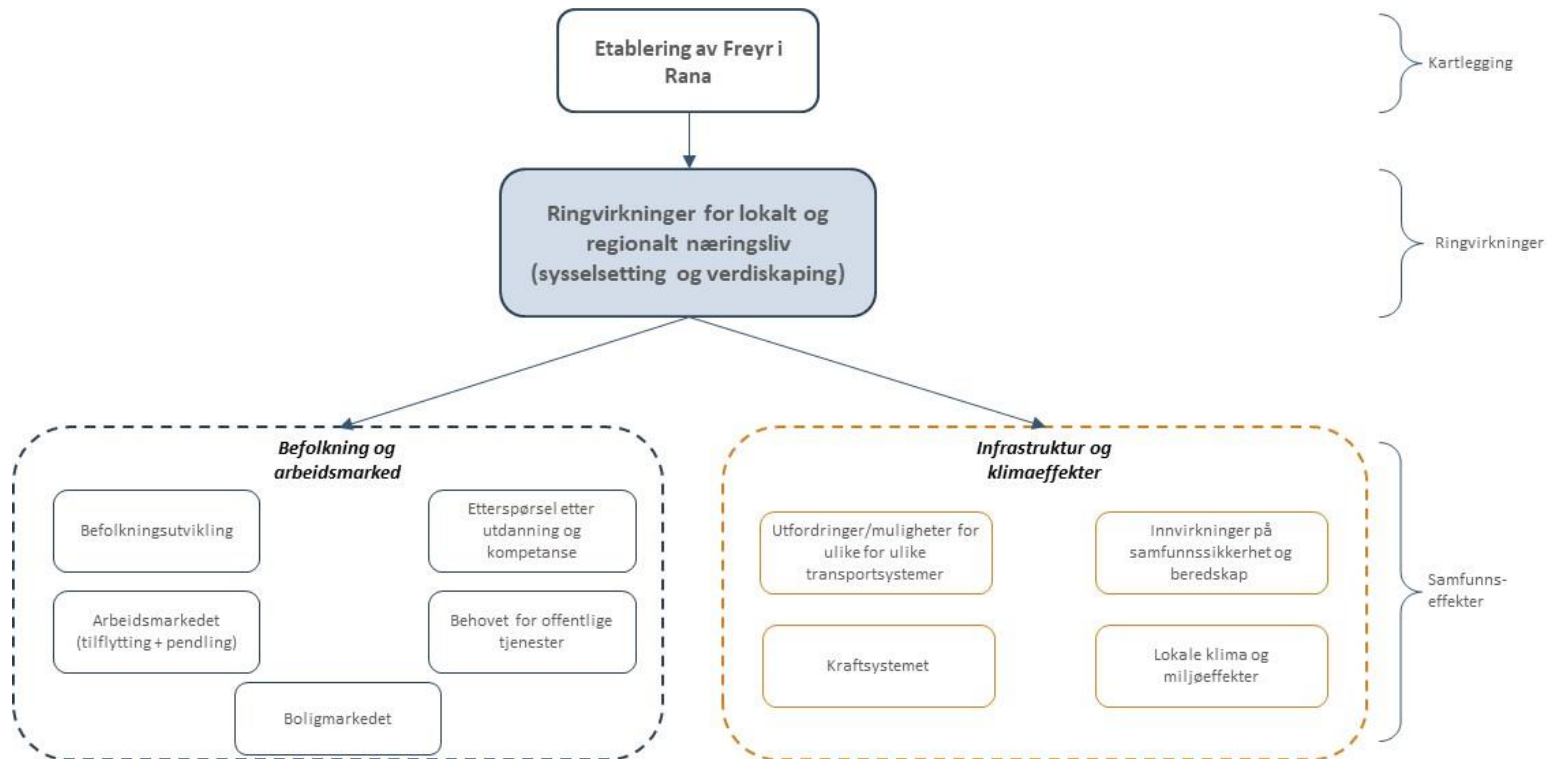 Etablering av Freyr i
Rana
Kartlegging
Ringvirkninger for lokalt og
regionalt næringsliv
(sysselsetting og verdiskaping)
Ringvirkninger
Befolkning og
arbeidsmarked
Befolkningsutvikling
Etterspørsel etter
utdanning og
kompetanse
Arbeidsmarkedet
(tilflytting + pendling)
Behovet for offentlige
tjenester
Boligmarkedet
Infrastruktur og
klimaeffekter
Utfordringer/muligheter for
ulike for ulike
transportsystemer
Innvirkninger på
samfunnssikkerhet og
beredskap
Kraftsystemet
Lokale klima og
miljøeffekter
Samfunns-
effekter